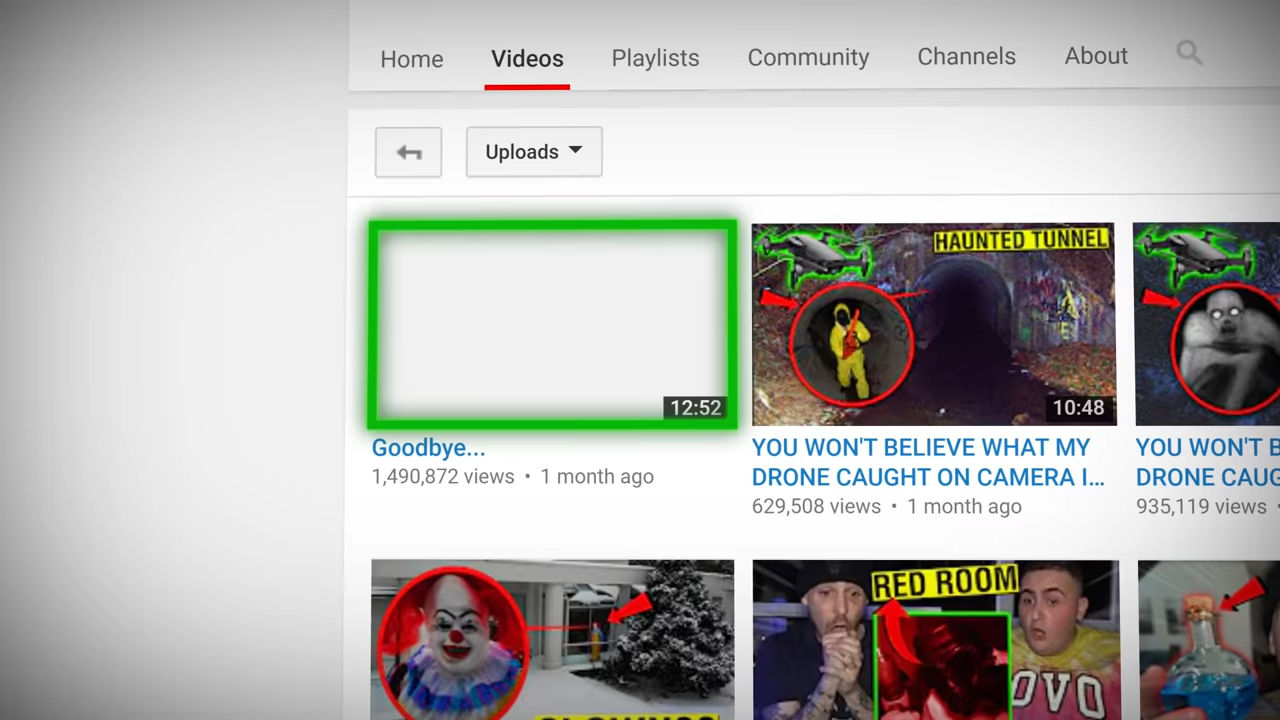 Home Videos Playlists Community Channels About
Uploads
HAUNTED TUNNEL
12:52
10:48
Goodbye...
1,490,872 views • 1 month ago
YOU WON'T BELIEVE WHAT MY
DRONE CAUGHT ON CAMERA I...
629,508 views • 1 month ago
YOU WON'T B
DRONE CAUG
935,119 views •
RED ROOM
OVO